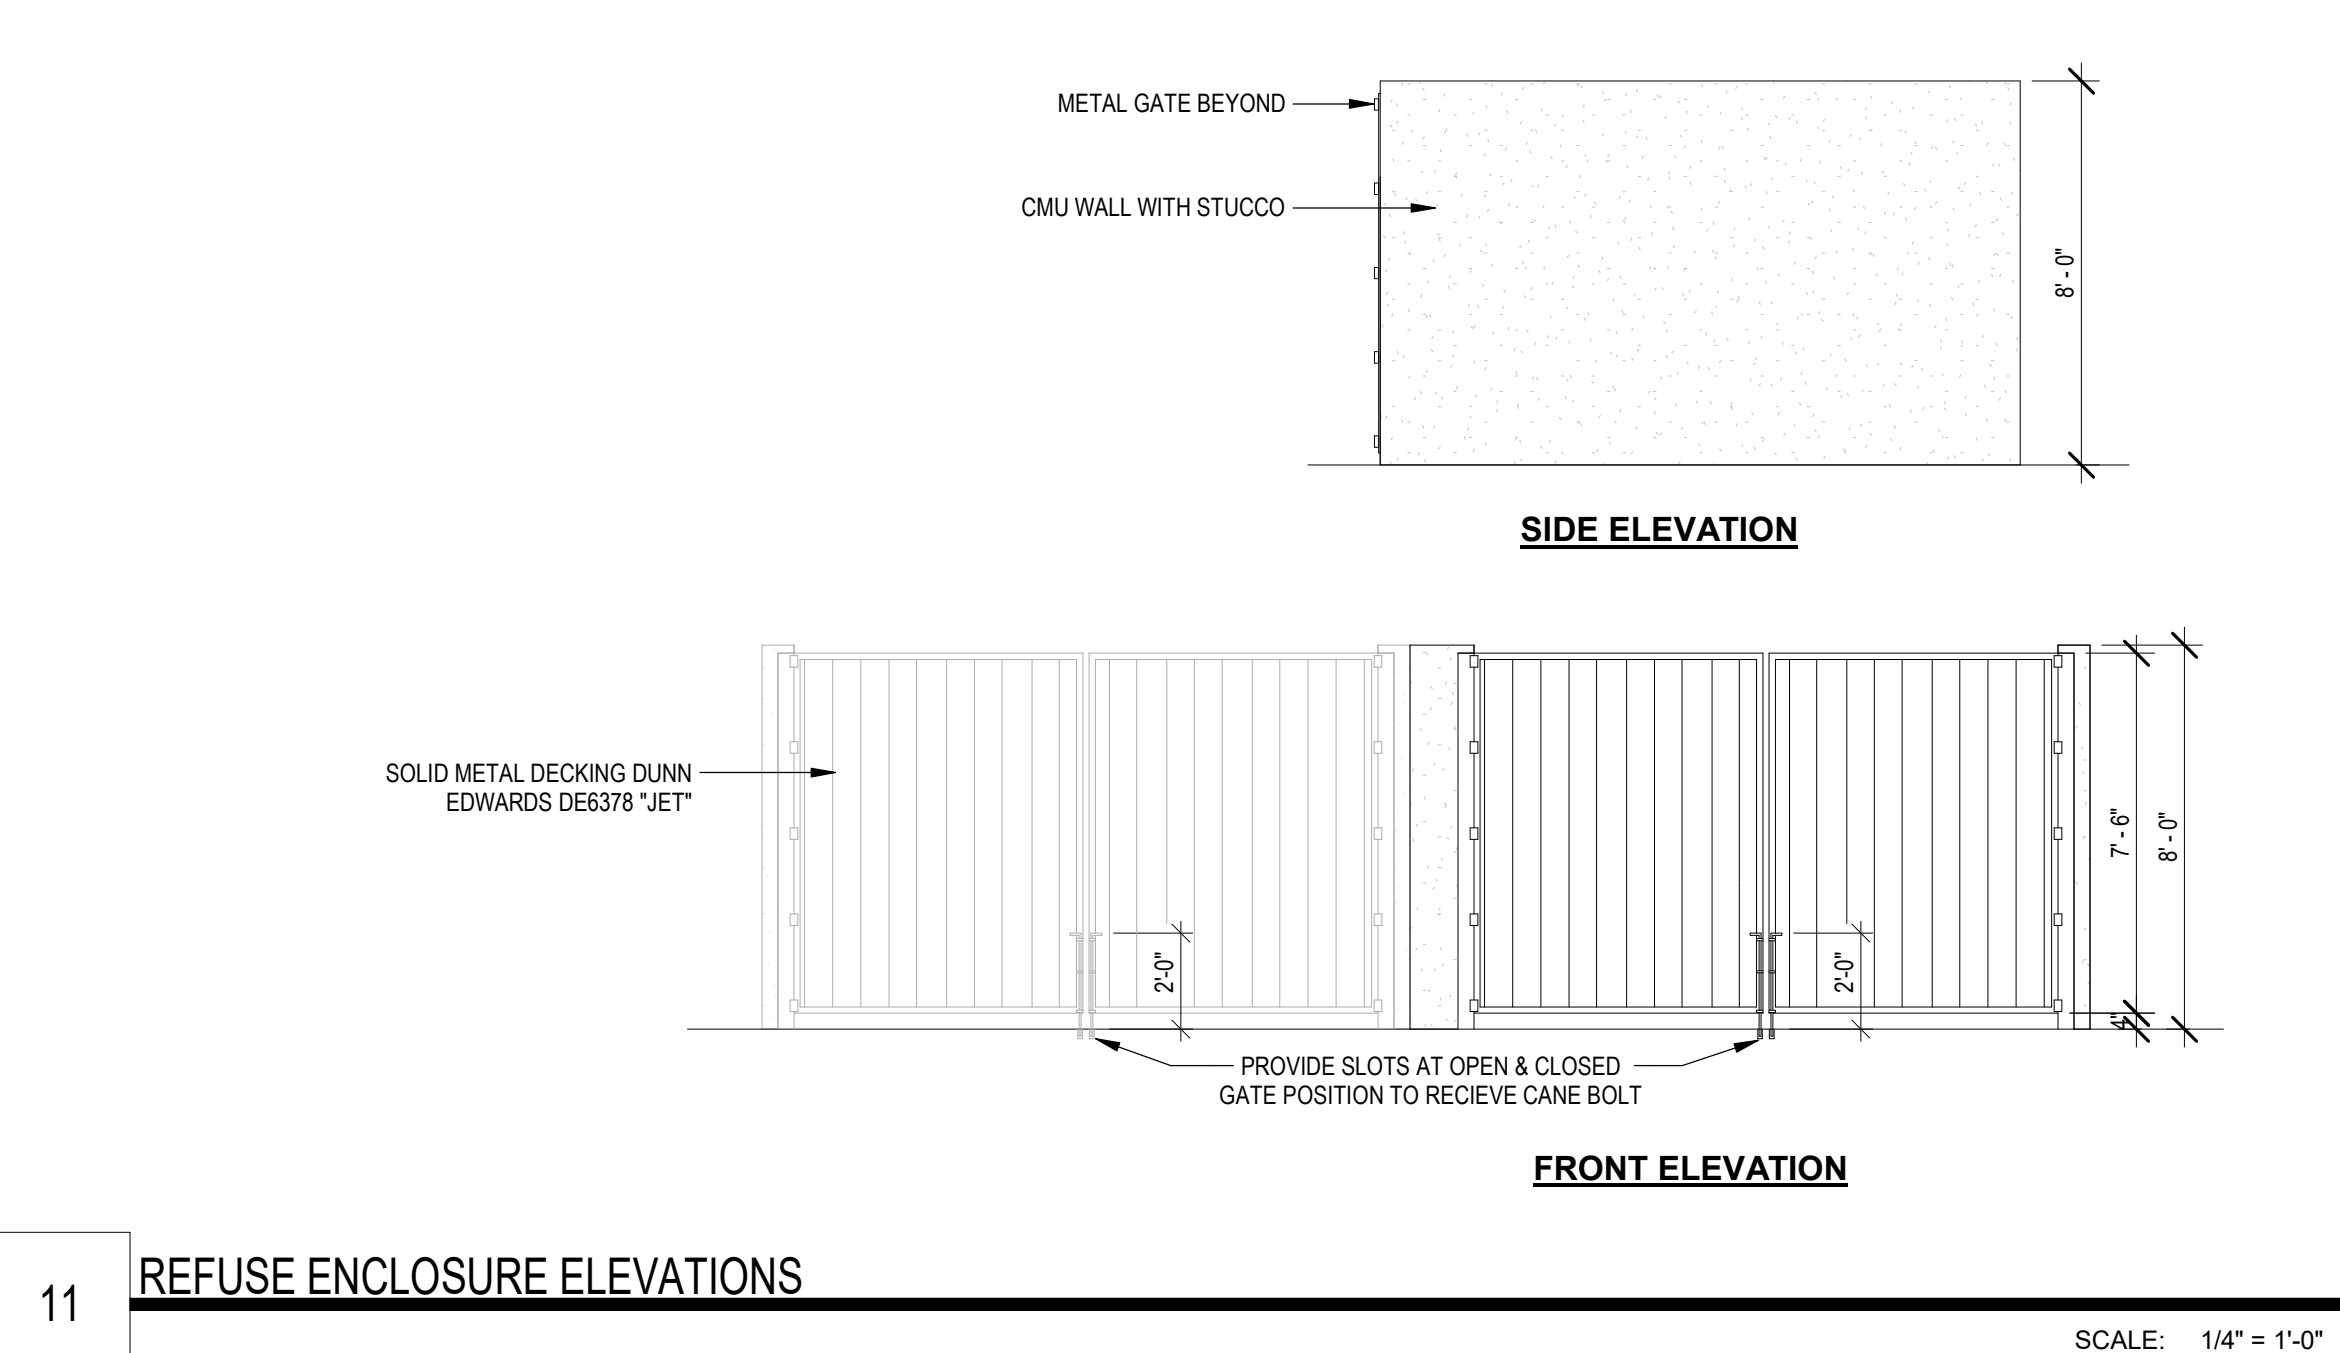 METAL GATE BEYOND
CMU WALL WITH STUCCO
8' - 0"
SIDE ELEVATION
SOLID METAL DECKING DUNN
EDWARDS DE6378 "JET"
2'-0"
2'-0"
7' - 6"
8' - 0"
4"
PROVIDE SLOTS AT OPEN & CLOSED
GATE POSITION TO RECIEVE CANE BOLT
FRONT ELEVATION
11
REFUSE ENCLOSURE ELEVATIONS
SCALE: 1/4" = 1'-0"